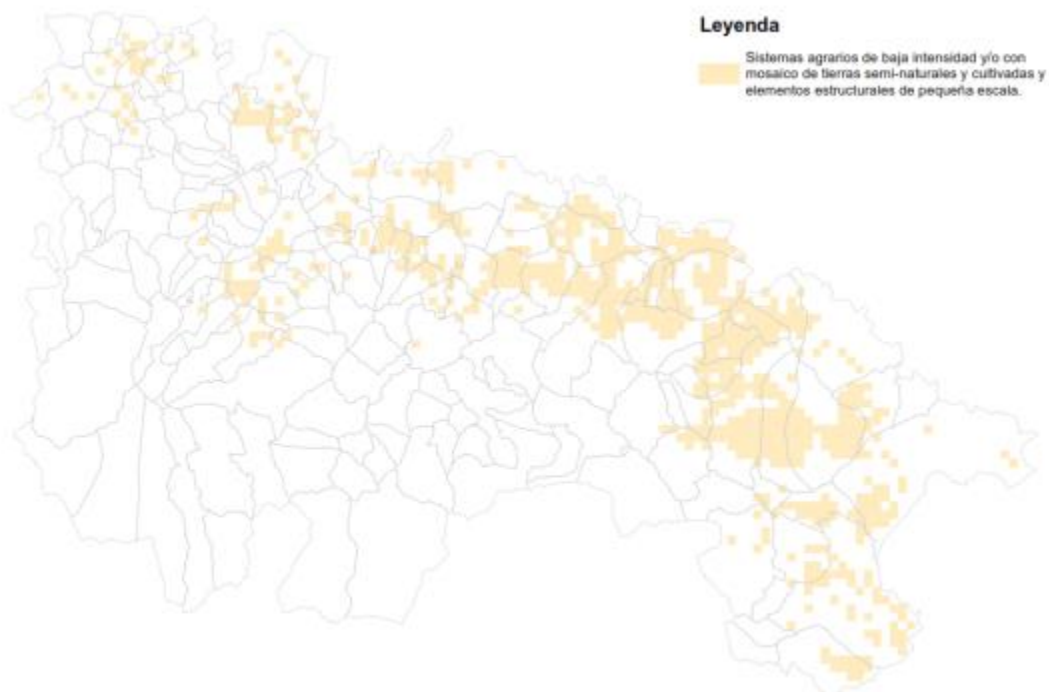 Leyenda
Sistemas agrarios de baja intensidad y/o con
mosaico de tierras semi-naturales y cultivadas y
elementos estructurales de pequeña escala.